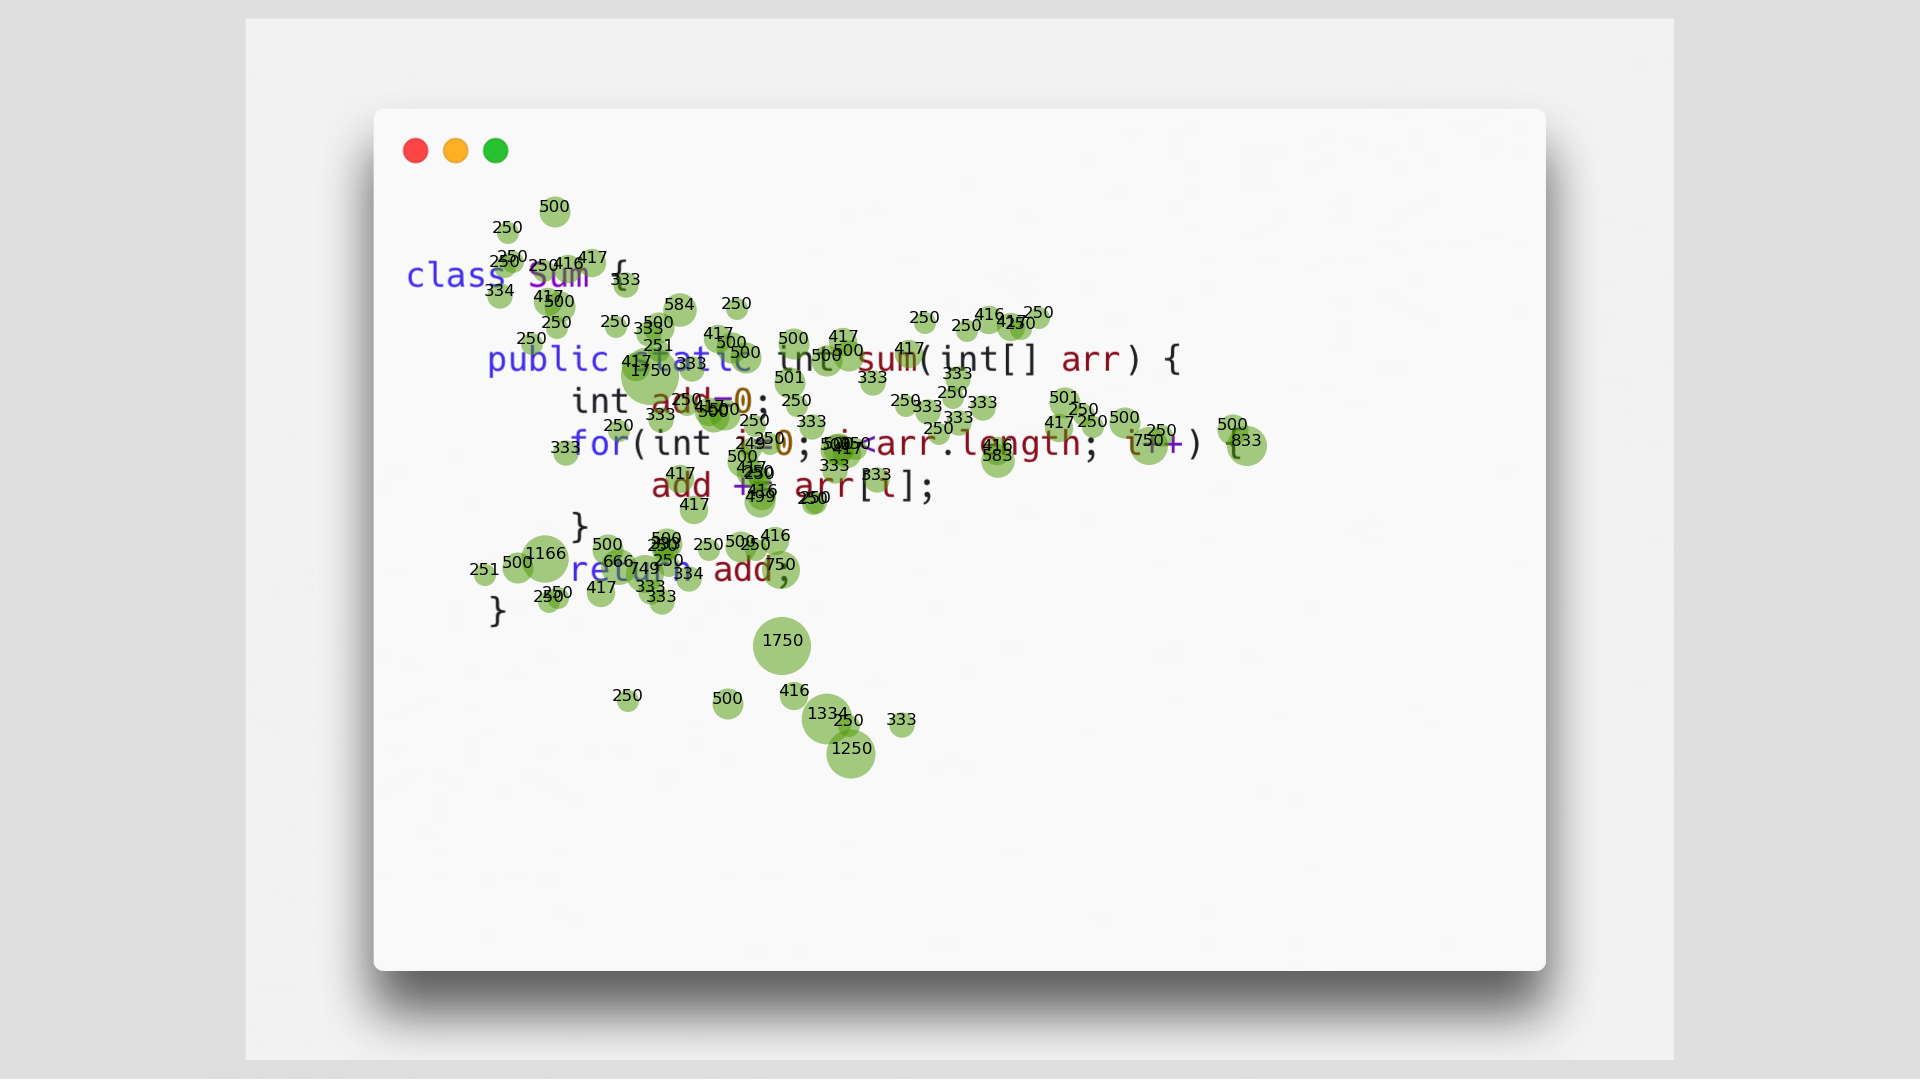 500
250
250 250 250 416 417
class Sum {
333
334 417 500
584 250
250 250 333 500 250 250 416 417 250 250
250 251 417 500 500 500 500 500 417 417
public static int sum(int[] arr) {
417 1750 333 501 333 333
int add=0;
250 417 500 500 250 250 333 250 333 501 250
333 250 333 333 250 417 250 500 500
250 250 250 750 833
for(int i=0; i<arr.length; i++) {
333 249 500 250 417 416 583
500 417 250 333 333
417
add += arr[i];
416 499 250 250
417
}
500 500 333 250 250 500 250 416
1166 500 251 666 749 250 334 750
return add;
250 250 417 333 333
}
1750
250 500 416
1334 250 333
1250